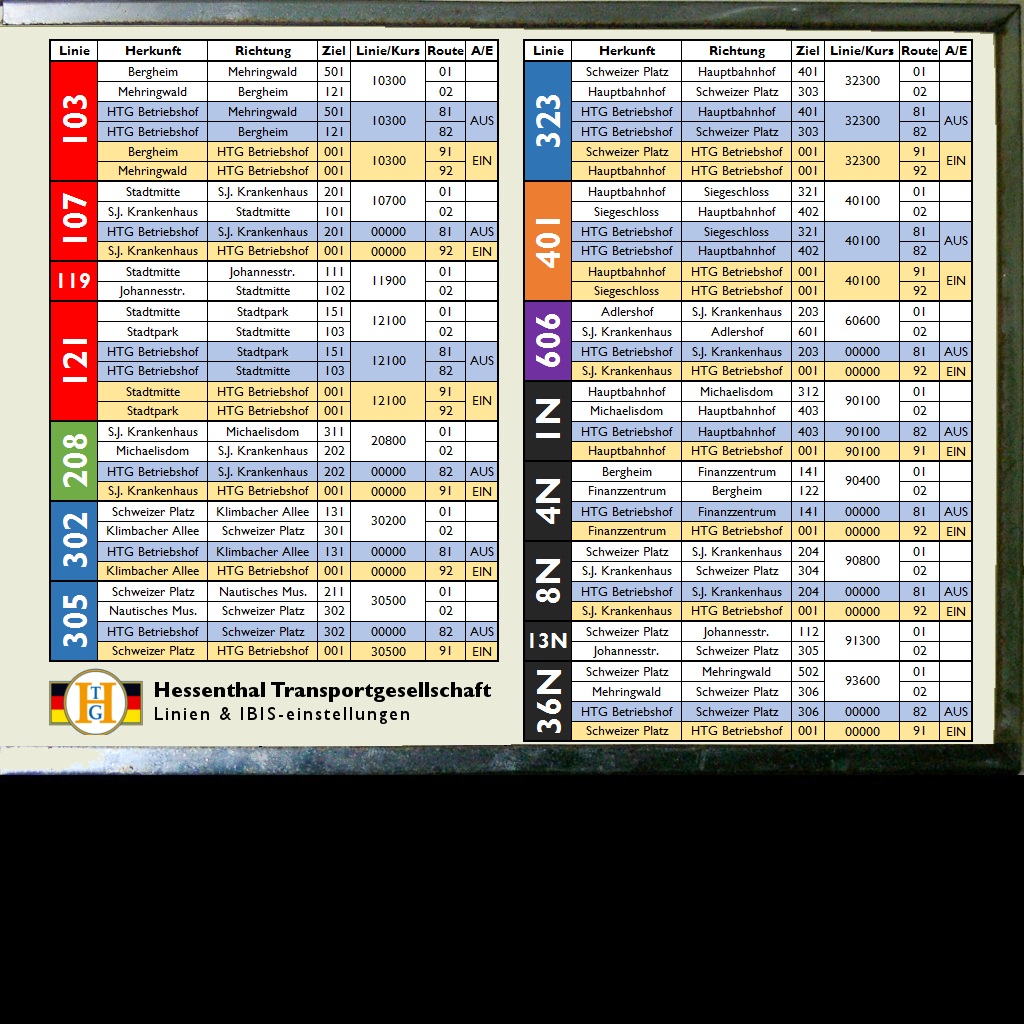 Linie Herkunft Richtung Ziel Linie/Kurs Route A/E
103
Bergheim Mehringwald 501 10300 01
Mehringwald Bergheim 121 02
HTG Betriebshof Mehringwald 501 10300 81 AUS
HTG Betriebshof Bergheim 121 82
Bergheim HTG Betriebshof 001 10300 91 EIN
Mehringwald HTG Betriebshof 001 92
107
Stadtmitte S.J. Krankenhaus 201 10700 01
S.J. Krankenhaus Stadtmitte 101 02
HTG Betriebshof S.J. Krankenhaus 201 00000 81 AUS
S.J. Krankenhaus HTG Betriebshof 001 00000 92 EIN
119
Stadtmitte Johannesstr. 111 11900 01
Johannesstr. Stadtmitte 102 02
121
Stadtmitte Stadtpark 151 12100 01
Stadtpark Stadtmitte 103 02
HTG Betriebshof Stadtpark 151 12100 81 AUS
HTG Betriebshof Stadtmitte 103 82
Stadtmitte HTG Betriebshof 001 12100 91 EIN
Stadtpark HTG Betriebshof 001 92
208
S.J. Krankenhaus Michaelisdom 311 20800 01
Michaelisdom S.J. Krankenhaus 202 02
HTG Betriebshof S.J. Krankenhaus 202 00000 82 AUS
S.J. Krankenhaus HTG Betriebshof 001 00000 91 EIN
302
Schweizer Platz Klimbacher Allee 131 30200 01
Klimbacher Allee Schweizer Platz 301 02
HTG Betriebshof Klimbacher Allee 131 00000 81 AUS
Klimbacher Allee HTG Betriebshof 001 00000 92 EIN
305
Schweizer Platz Nautisches Mus. 211 30500 01
Nautisches Mus. Schweizer Platz 302 02
HTG Betriebshof Schweizer Platz 302 00000 82 AUS
Schweizer Platz HTG Betriebshof 001 30500 91 EIN
HTG
Hessenthal Transportgesellschaft
Linien & IBIS-einstellungen
Linie Herkunft Richtung Ziel Linie/Kurs Route A/E
323
Schweizer Platz Hauptbahnhof 401 32300 01
Hauptbahnhof Schweizer Platz 303 02
HTG Betriebshof Hauptbahnhof 401 32300 81 AUS
HTG Betriebshof Schweizer Platz 303 82
Schweizer Platz HTG Betriebshof 001 32300 91 EIN
Hauptbahnhof HTG Betriebshof 001 92
401
Hauptbahnhof Siegeschloss 321 40100 01
Siegeschloss Hauptbahnhof 402 02
HTG Betriebshof Siegeschloss 321 40100 81 AUS
HTG Betriebshof Hauptbahnhof 402 82
Hauptbahnhof HTG Betriebshof 001 40100 91 EIN
Siegeschloss HTG Betriebshof 001 92
606
Adlershof S.J. Krankenhaus 203 60600 01
S.J. Krankenhaus Adlershof 601 02
HTG Betriebshof S.J. Krankenhaus 203 00000 81 AUS
S.J. Krankenhaus HTG Betriebshof 001 00000 92 EIN
1N
Hauptbahnhof Michaelisdom 312 90100 01
Michaelisdom Hauptbahnhof 403 02
HTG Betriebshof Hauptbahnhof 403 90100 82 AUS
Hauptbahnhof HTG Betriebshof 001 90100 91 EIN
4N
Bergheim Finanzzentrum 141 90400 01
Finanzzentrum Bergheim 122 02
HTG Betriebshof Finanzzentrum 141 00000 81 AUS
Finanzzentrum HTG Betriebshof 001 00000 92 EIN
8N
Schweizer Platz S.J. Krankenhaus 204 90800 01
S.J. Krankenhaus Schweizer Platz 304 02
HTG Betriebshof S.J. Krankenhaus 204 00000 81 AUS
S.J. Krankenhaus HTG Betriebshof 001 00000 92 EIN
13N
Schweizer Platz Johannesstr. 112 91300 01
Johannesstr. Schweizer Platz 305 02
36N
Schweizer Platz Mehringwald 502 93600 01
Mehringwald Schweizer Platz 306 02
HTG Betriebshof Schweizer Platz 306 00000 82 AUS
Schweizer Platz HTG Betriebshof 001 00000 91 EIN